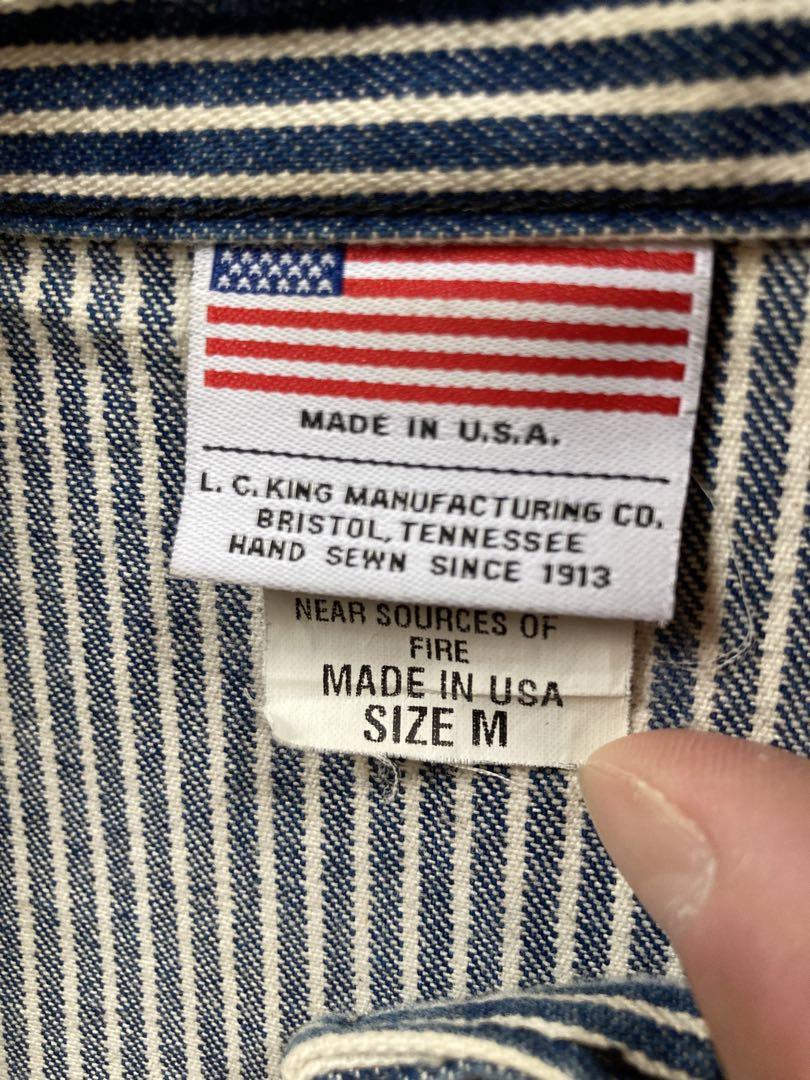 MADE IN U.S.A.
L. C. KING MANUFACTURING CO.
BRISTOL, TENNESSEE
HAND SEWN SINCE 1913
NEAR SOURCES OF
FIRE
MADE IN USA
SIZE M